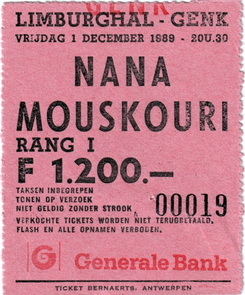 GENK
LIMBURGHAL - GENK
VRIJDAG 1 DECEMBER 1989 - 20U.30
NANA
MOUSKOURI
RANG I
F 1.200.—
TAKSEN INBEGREPEN
TONEN OP VERZOEK
NIET GELDIG ZONDER STROOK
00019
VERKOCHTE TICKETS WORDEN NIET TERUGBETAALD.
FLASH EN ALLE OPNAMEN VERBODEN.
G Generale Bank
TICKET BERNAERTS, ANTWERPEN